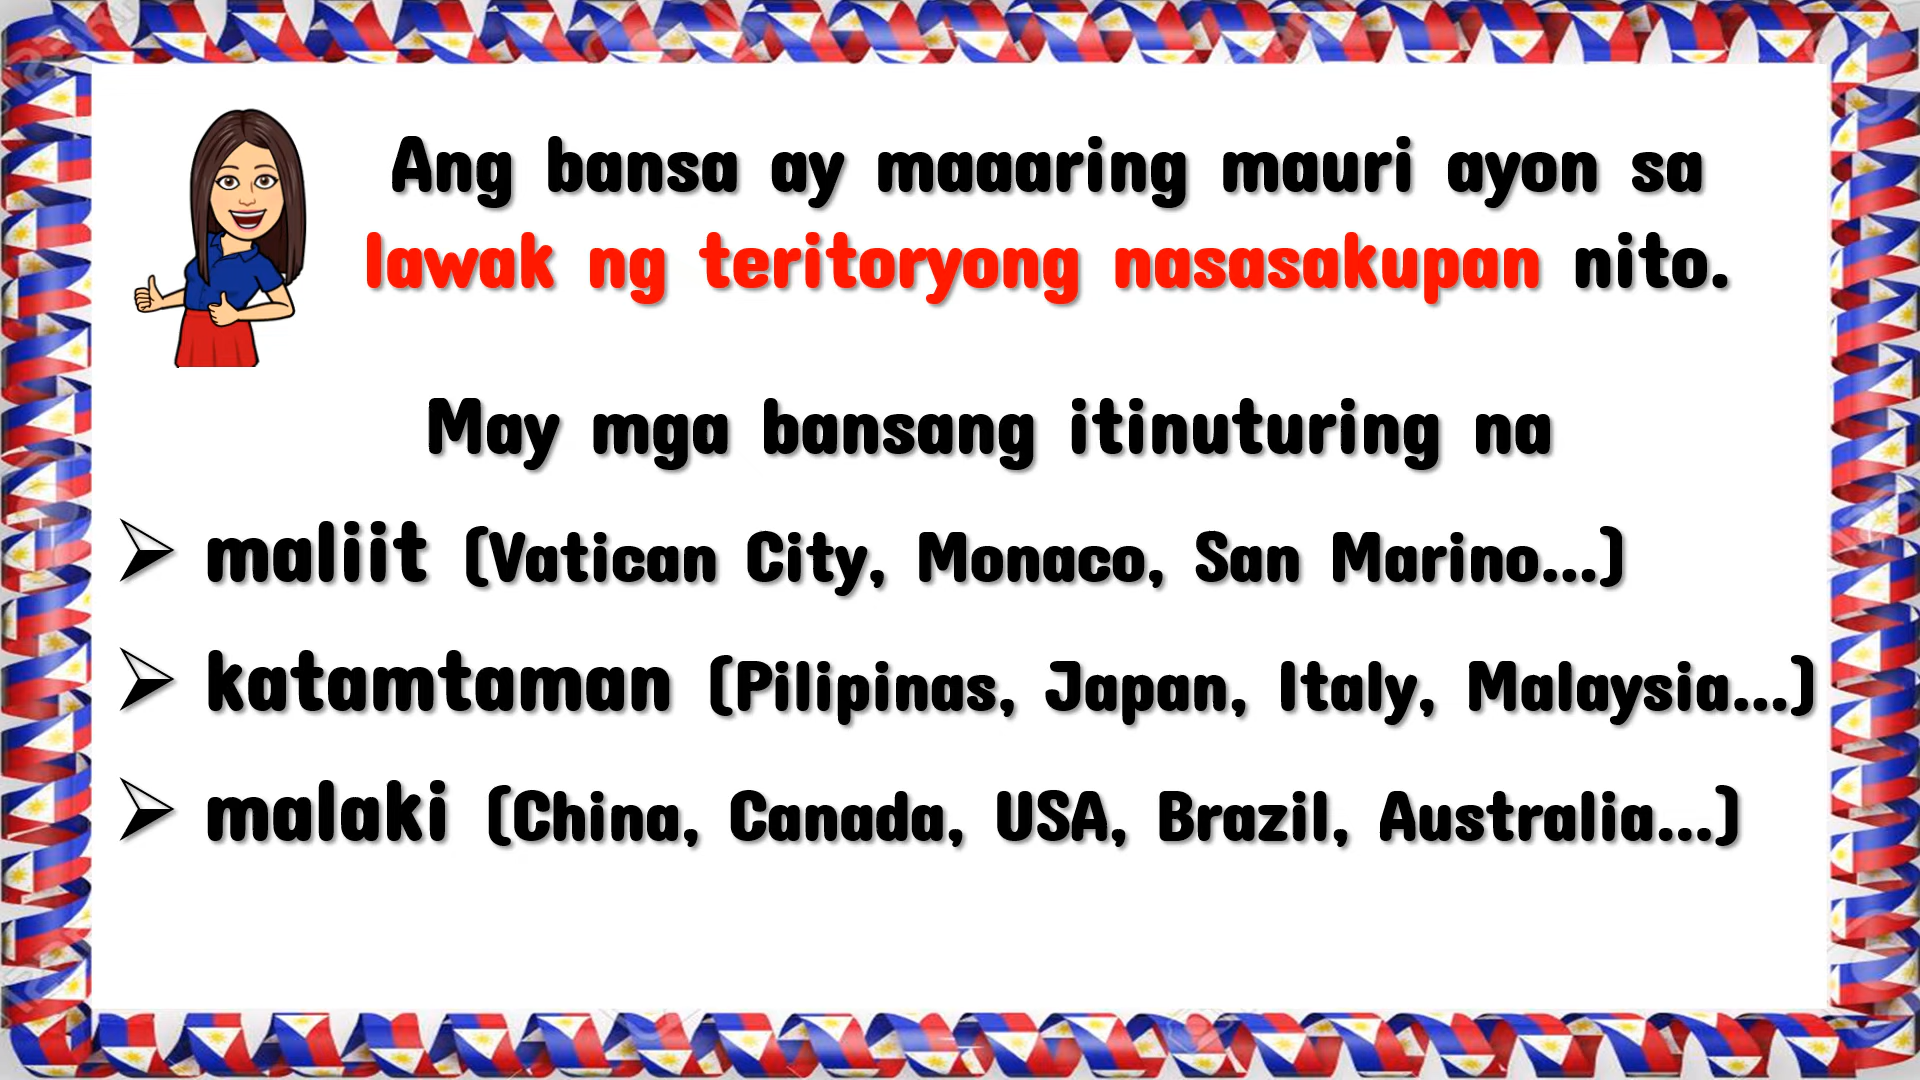 Ang bansa ay maaaring mauri ayon sa
lawak ng teritoryong nasasakupan nito.
May mga bansang itinuturing na
➢ maliit (Vatican City, Monaco, San Marino...)
➢ katamtaman (Pilipinas, Japan, Italy, Malaysia...)
➢ malaki (China, Canada, USA, Brazil, Australia...)